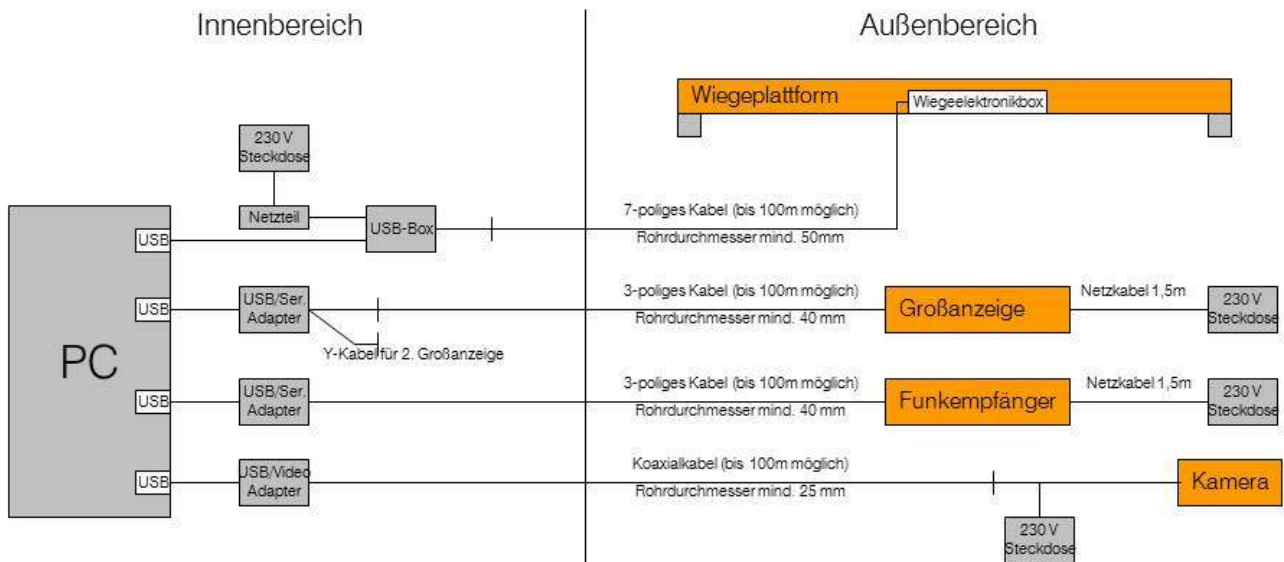 Innenbereich
Außenbereich
Wiegeplattform
Wiegeelektronikbox
230 V
Steckdose
Netzteil
USB-Box
USB
7-poliges Kabel (bis 100m möglich)
Rohrdurchmesser mind. 50mm
PC
USB
USB/Ser.
Adapter
Y-Kabel für 2. Großanzeige
3-poliges Kabel (bis 100m möglich)
Rohrdurchmesser mind. 40 mm
Großanzeige
Netzkabel 1,5m
230 V
Steckdose
USB
USB/Ser.
Adapter
3-poliges Kabel (bis 100m möglich)
Rohrdurchmesser mind. 40 mm
Funkempfänger
Netzkabel 1,5m
230 V
Steckdose
USB
USB/Video
Adapter
Koaxialkabel (bis 100m möglich)
Rohrdurchmesser mind. 25 mm
Kamera
230 V
Steckdose